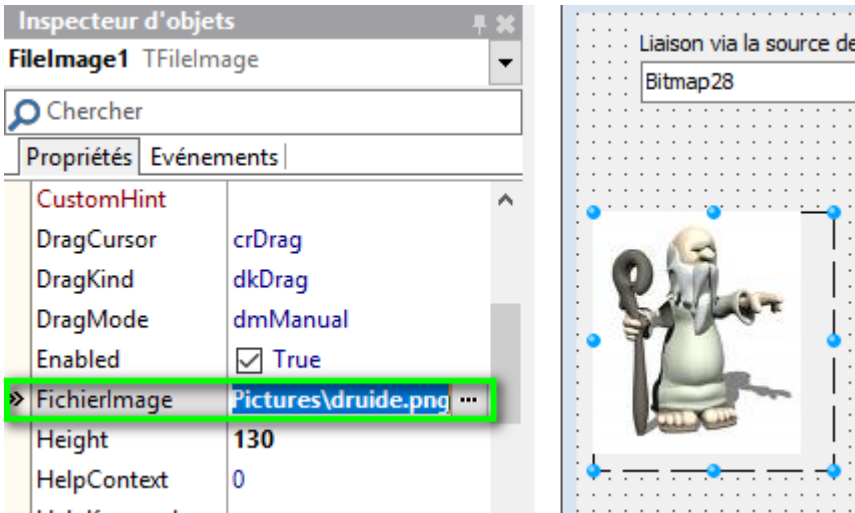 Inspecteur d'objets
FileImage1 TFileImage
Chercher
Propriétés Evénements
CustomHint
DragCursor crDrag
DragKind dkDrag
DragMode dmManual
Enabled True
FichierImage Pictures\druide.png ...
Height 130
HelpContext 0
Liaison via la source de
Bitmap28